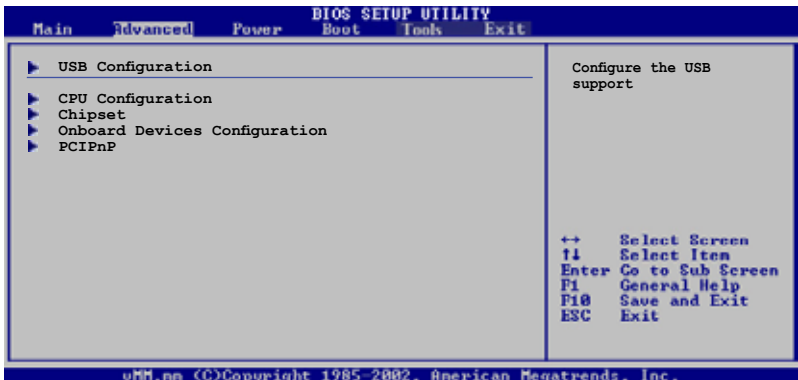 BIOS SETUP UTILITY
Main Advanced Power Boot Tools Exit
USB Configuration
CPU Configuration
Chipset
Onboard Devices Configuration
PCIPnP
Configure the USB
support
←→ Select Screen
↑↓ Select Item
Enter Go to Sub Screen
F1 General Help
F10 Save and Exit
ESC Exit
vMM.mm (C)Copyright 1985-2002, American Megatrends, Inc.